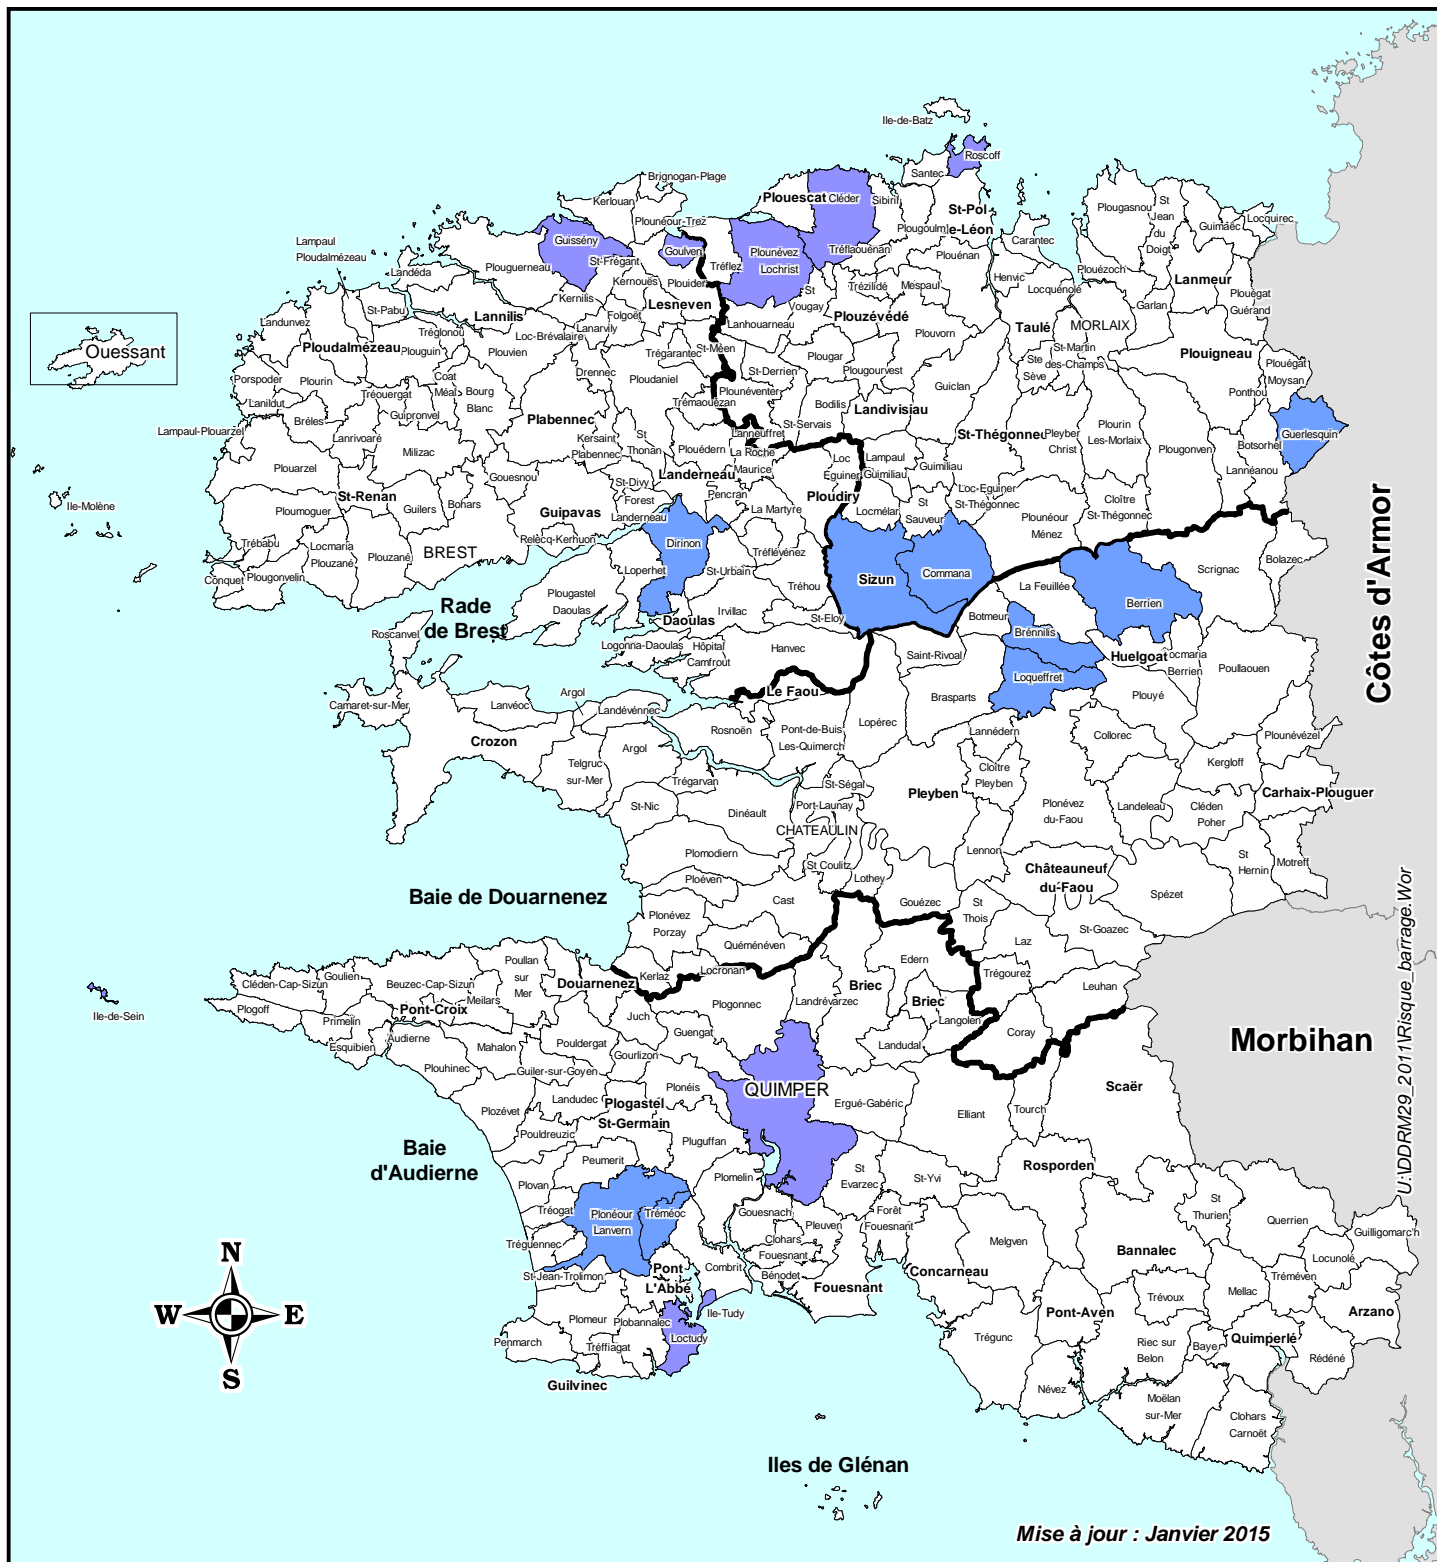 Ile-de-Batz
Roscoff
Santec
Brignogan-Plage
Kerlouan
Plounéour-Trez
Plouescat
Cléder
Sibiril
St-Pol
e-Léon
Plougoulm
Plougasnou
St
Jean
du
Doigt
Guimaëc
Locquirec
Carantec
Guissény
Goulven
St-Frégant
Tréflez
Plounévez
Lochrist
Tréflaouénan
Plouénan
Lampaul
Ploudalmézeau
Landéda
Plouguerneau
Kernouës
Plouider
Henvic
Locquénolé
Plouézoch
Lanmeur
St-Pabu
Kernilis
Lesneven
St
Vougay
Trézilidé
Mespaul
Garlan
Plouégat
Guérand
Landunvez
Lannilis
Folgoët
Lanhouarneau
Plouzévédé
Plouvorn
Taulé
MORLAIX
Tréglonou
Loc-Brévalaire
Lanarvily
Ploudalmézeau
Plouguin
Plouvien
Trégarantec
St-Méen
Plougar
St-Martin
des-Champs
Ste
Sève
Plouigneau
Plouégat
Moysan
Ouessant
Porspoder
Plourin
Coat
Méal
Bourg
Blanc
Drennec
Ploudaniel
St-Derrien
Plougourvest
Guiclan
Ponthou
Lanildut
Tréouergat
Guipronvel
Plounéventer
Trémaouézan
Bodilis
Landivisiau
Lampaul-Plouarzel
Bréles
Lanrivoaré
Plabennec
Kersaint
Plabennec
St
Thonan
Plouédern
Lanneuffret
St-Servais
St-Thégonnec
Pleyber
Christ
Plourin
Les-Morlaix
Plougonven
Botsorhel
Guerlesquin
Plouarzel
Milizac
Gouesnou
St-Divy
Landerneau
La Roche
Maurice
Loc
Eguiner
Lampaul
Guimiliau
Guimiliau
Lannéanou
Ile-Molène
St-Renan
Guilers
Bohars
Guipavas
Forest
Landerneau
Pencran
Ploudiry
La Martyre
Locmélar
St
Sauveur
Loc-Eguiner
St-Thégonnec
Plounéour
Ménez
Cloître
St-Thégonnec
Ploumoguer
Trébabu
Locmaria
Plouzané
Plouzané
BREST
Relecq-Kerhuon
Dirinon
Tréflévénez
Sizun
Commana
La Feuillée
Scrignac
Bolazec
Conquet
Plougonvelin
Loperhet
St-Urbain
Tréhou
Berrien
Plougastel
Daoulas
Rade
de Brest
Daoulas
Irvillac
St-Eloy
Botmeur
Brénnilis
Roscanvel
Logonna-Daoulas
Hôpital
Camfrout
Hanvec
Saint-Rivoal
Loqueffret
Huelgoat
ocmaria
Berrien
Poullaouen
Côtes d'Armor
Camaret-sur-Mer
Lanvéoc
Argol
Landévénnec
Le Faou
Brasparts
Plouyé
Rosnoën
Pont-de-Buis
Les-Quimerch
Lopérec
Lannédern
Collorec
Plounévézel
Crozon
Telgruc
sur-Mer
Argol
Trégarvan
Cloître
Pleyben
Kergloff
St-Nic
Dinéault
St-Ségal
Port-Launay
Pleyben
Plonévez
du-Faou
Landeleau
Cléden
Poher
Carhaix-Plouguer
CHATEAULIN
Plomodiern
St Coulitz
Lothey
Lennon
Châteauneuf
du-Faou
St
Hernin
Motreff
Ploéven
Cast
Gouézec
Spézet
Baie de Douarnenez
Plonévez
Porzay
Quéménéven
St
Thois
Laz
St-Goazec
Kerlaz
Locronan
Edern
Trégourez
Leuhan
Poullan
sur
Mer
Douarnenez
Briec
Briec
Cléden-Cap-Sizun
Goulien
Beuzec-Cap-Sizun
Meilars
Plogonnec
Landrévarzec
Langolen
Coray
Ile-de-Sein
Plogoff
Primelin
Pont-Croix
Juch
Guengat
Landudal
Morbihan
Esquibien
Audierne
Mahalon
Pouldergat
Gourlizon
Plouhinec
Guiler-sur-Goyen
Plonéis
QUIMPER
Ergué-Gabéric
Elliant
Tourch
Scaër
Plozévet
Landudec
Plogastel
St-Germain
Pouldreuzic
Pluguffan
Baie
d'Audierne
Peumerit
Plomelin
St
Evarzec
St-Yvi
Rosporden
Plovan
Tréogat
Plonéour
Lanvern
Tréméoc
Gouesnach
Pleuven
Forêt
Fouesnant
St
Thurien
Querrien
Guilligomarc'h
Tréguennec
Clohars
Fouesnant
Melgven
Bannalec
Locunolé
St-Jean-Trolimon
Pont
L'Abbé
Combrit
Bénodet
Fouesnant
Concarneau
Mellac
Tréméven
Arzano
Plomeur
Plobannalec
Ile-Tudy
Trévoux
Pont-Aven
Penmarch
Tréffiagat
Loctudy
Trégunc
Riec sur
Belon
Baye
Quimperlé
Rédéné
Guilvinec
Névez
Moëlan
sur-Mer
Clohars
Carnoët
Iles de Glénan
N
W
E
S
Mise à jour : Janvier 2015
U:\DDRM29_2011\Risque_barrage.Wor